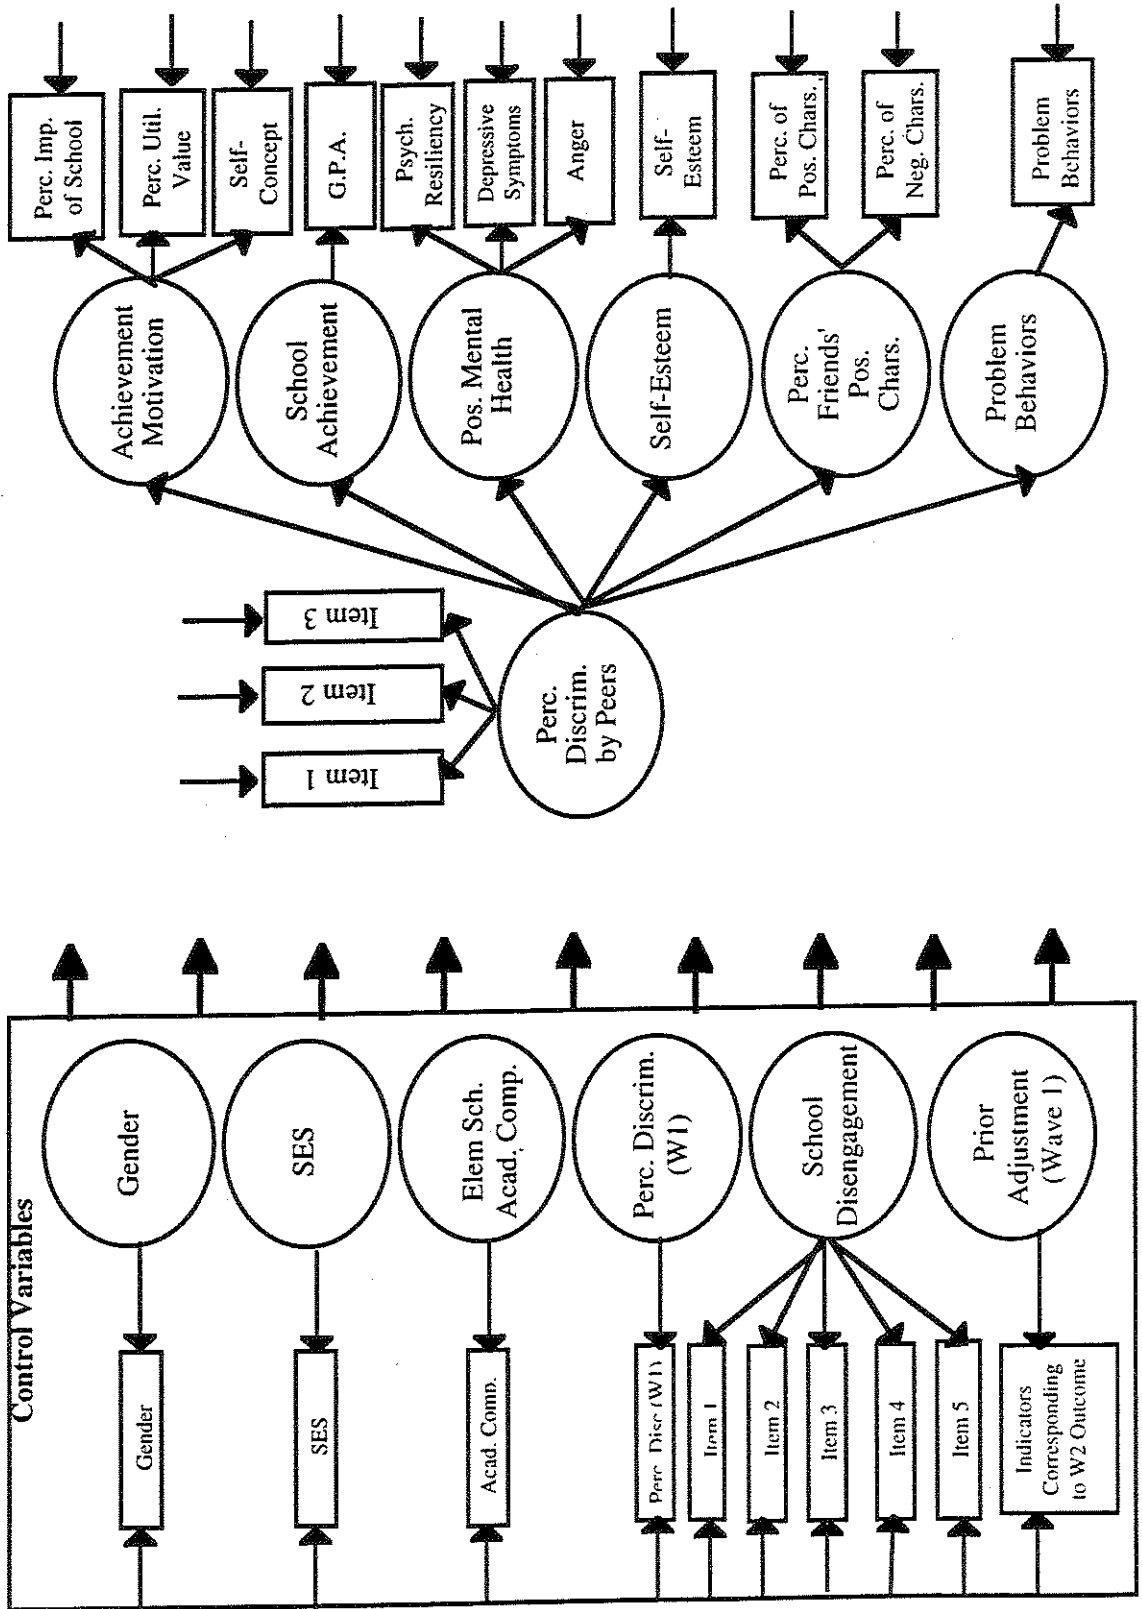 Control Variables
Gender
Gender
SES
SES
Acad. Comp.
Elem Sch.
Acad. Comp.
Perc. Disc (W1)
Perc. Discrim.
(W1)
Item 1
Item 2
Item 3
Item 4
Item 5
School
Disengagement
Indicators
Corresponding
to W2 Outcome
Prior
Adjustment
(Wave 1)
Item 1
Item 2
Item 3
Perc.
Discrim.
by Peers
Achievement
Motivation
School
Achievement
Pos. Mental
Health
Self-Esteem
Perc.
Friends'
Pos.
Chars.
Problem
Behaviors
Perc. Imp.
of School
Perc. Util.
Value
Self-
Concept
G.P.A.
Psych.
Resiliency
Depressive
Symptoms
Anger
Self-
Esteem
Perc. of
Pos. Chars.
Perc. of
Neg. Chars.
Problem
Behaviors